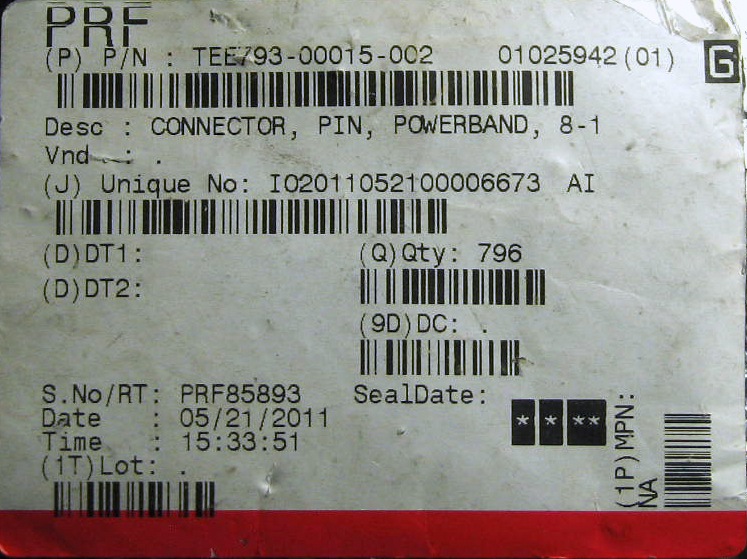 PRF
(P) P/N : TEE793-00015-002 01025942(01) G
Desc : CONNECTOR, PIN, POWERBAND, 8-1
Vnd : .
(J) Unique No: IO2011052100006673 AI
(D)DT1: (Q)Qty: 796
(D)DT2:
(9D)DC: .
S.No/RT: PRF85893 SealDate:
Date : 05/21/2011 * * **
Time : 15:33:51
(1T)Lot: .
(1P)MPN:
NA